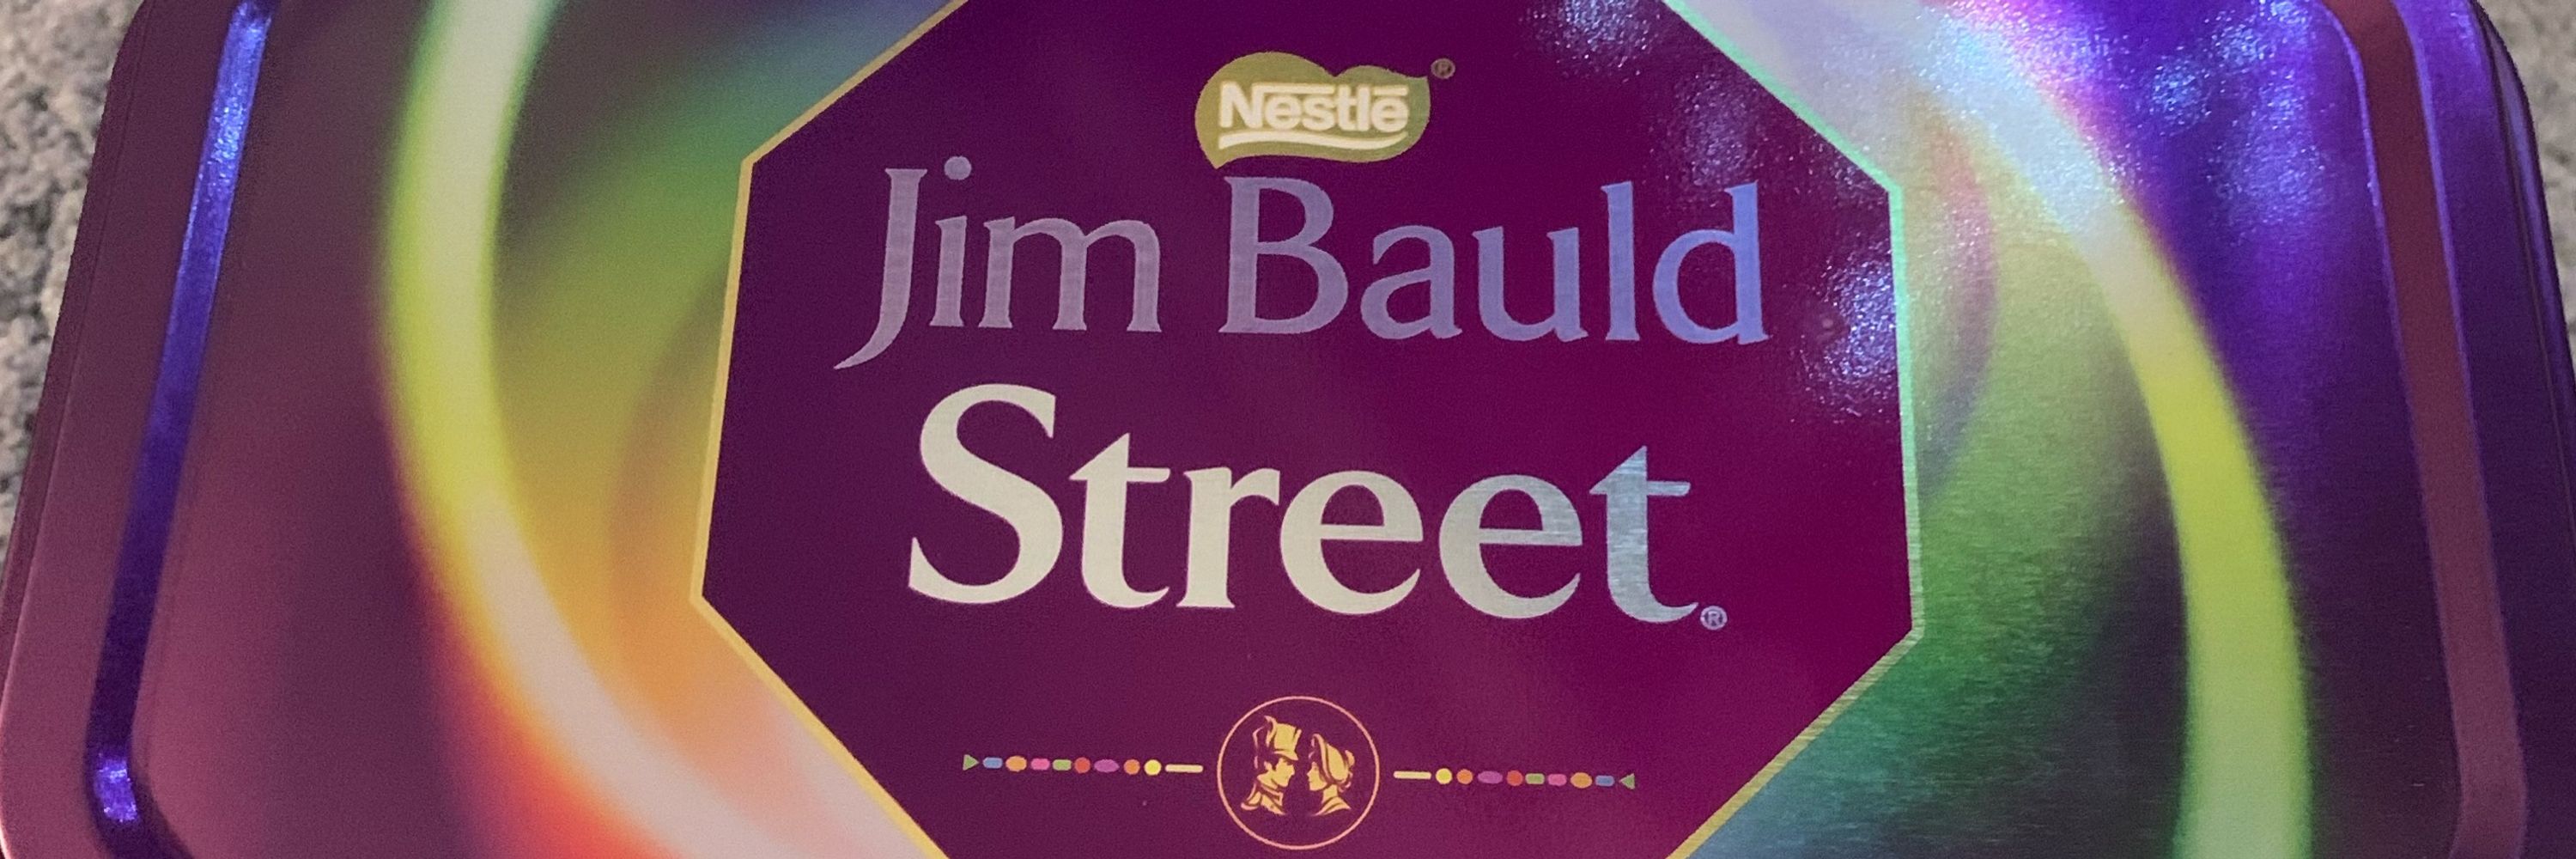 Nestlé
®
Jim Bauld
Street
®